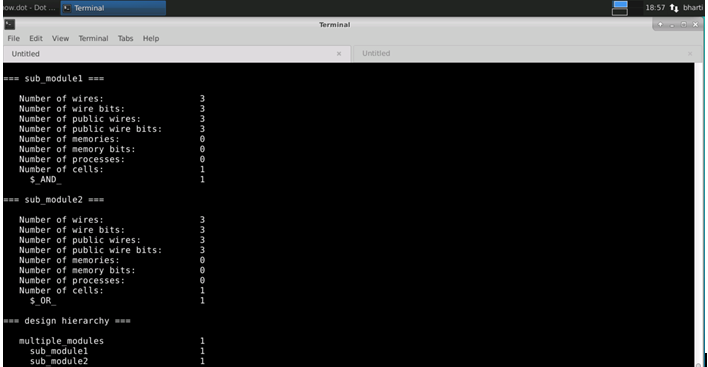 ow.dot - Dot ... Terminal 18:57 bharti
Terminal
File Edit View Terminal Tabs Help
Untitled × Untitled ×
=== sub_module1 ===
Number of wires: 3
Number of wire bits: 3
Number of public wires: 3
Number of public wire bits: 3
Number of memories: 0
Number of memory bits: 0
Number of processes: 0
Number of cells: 1
$_AND_ 1
=== sub_module2 ===
Number of wires: 3
Number of wire bits: 3
Number of public wires: 3
Number of public wire bits: 3
Number of memories: 0
Number of memory bits: 0
Number of processes: 0
Number of cells: 1
$_OR_ 1
=== design hierarchy ===
multiple_modules 1
sub_module1 1
sub_module2 1